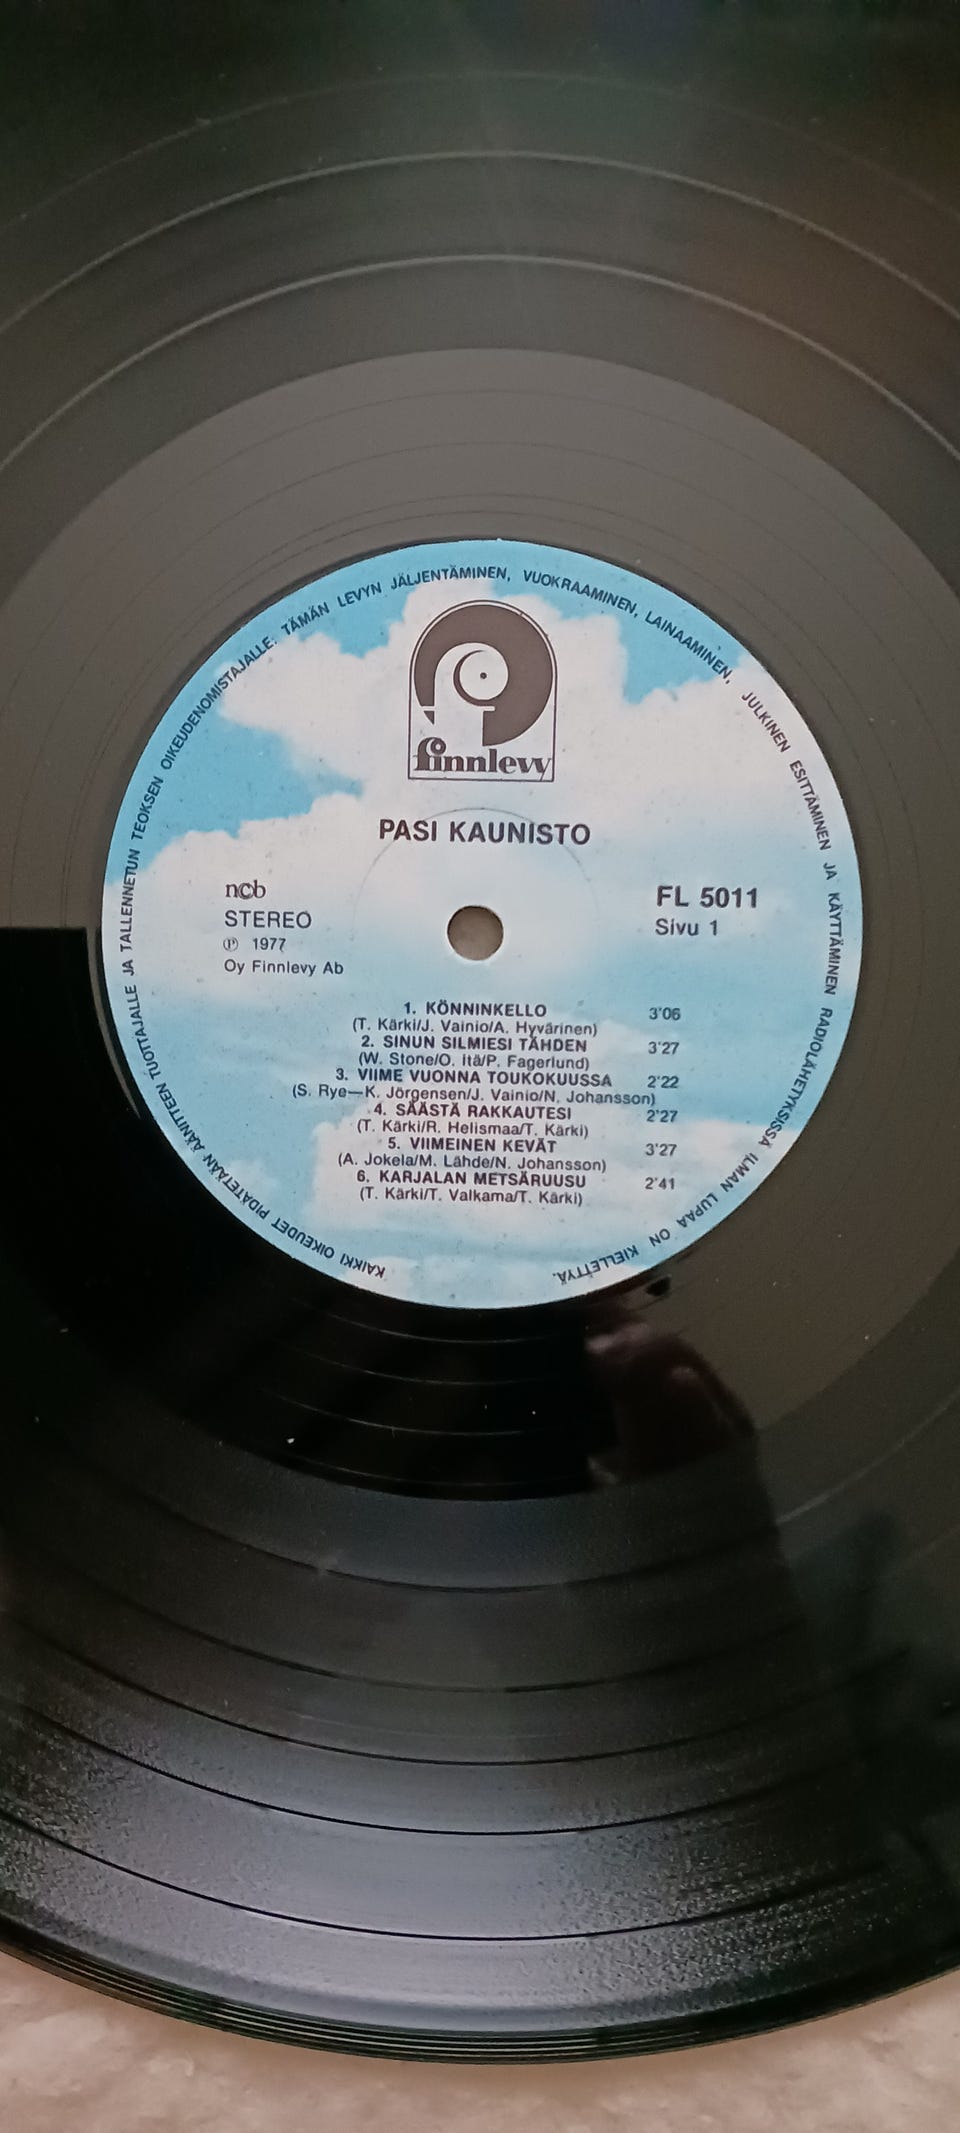 KAIKKI OIKEUDET PIDÄTETÄÄN ÄÄNITTEEN TUOTTAJALLE JA TALLENNETUN TEOKSEN OIKEUDENOMISTAJALLE. TÄMÄN LEVYN JÄLJENTÄMINEN, VUOKRAAMINEN, LAINAAMINEN, JULKINEN ESITTÄMINEN JA KÄYTTÄMINEN RADIOLÄHETYKSISSÄ ILMAN LUPAA ON KIELLETTYÄ.
finnlevy
PASI KAUNISTO
ncb
STEREO
℗ 1977
Oy Finnlevy Ab
FL 5011
Sivu 1
1. KÖNNINKELLO 3'06
(T. Kärki/J. Vainio/A. Hyvärinen)
2. SINUN SILMIESI TÄHDEN 3'27
(W. Stone/O. Itä/P. Fagerlund)
3. VIIME VUONNA TOUKOKUUSSA 2'22
(S. Rye—K. Jörgensen/J. Vainio/N. Johansson)
4. SÄÄSTÄ RAKKAUTESI 2'27
(T. Kärki/R. Helismaa/T. Kärki)
5. VIIMEINEN KEVÄT 3'27
(A. Jokela/M. Lähde/N. Johansson)
6. KARJALAN METSÄRUUSU 2'41
(T. Kärki/T. Valkama/T. Kärki)